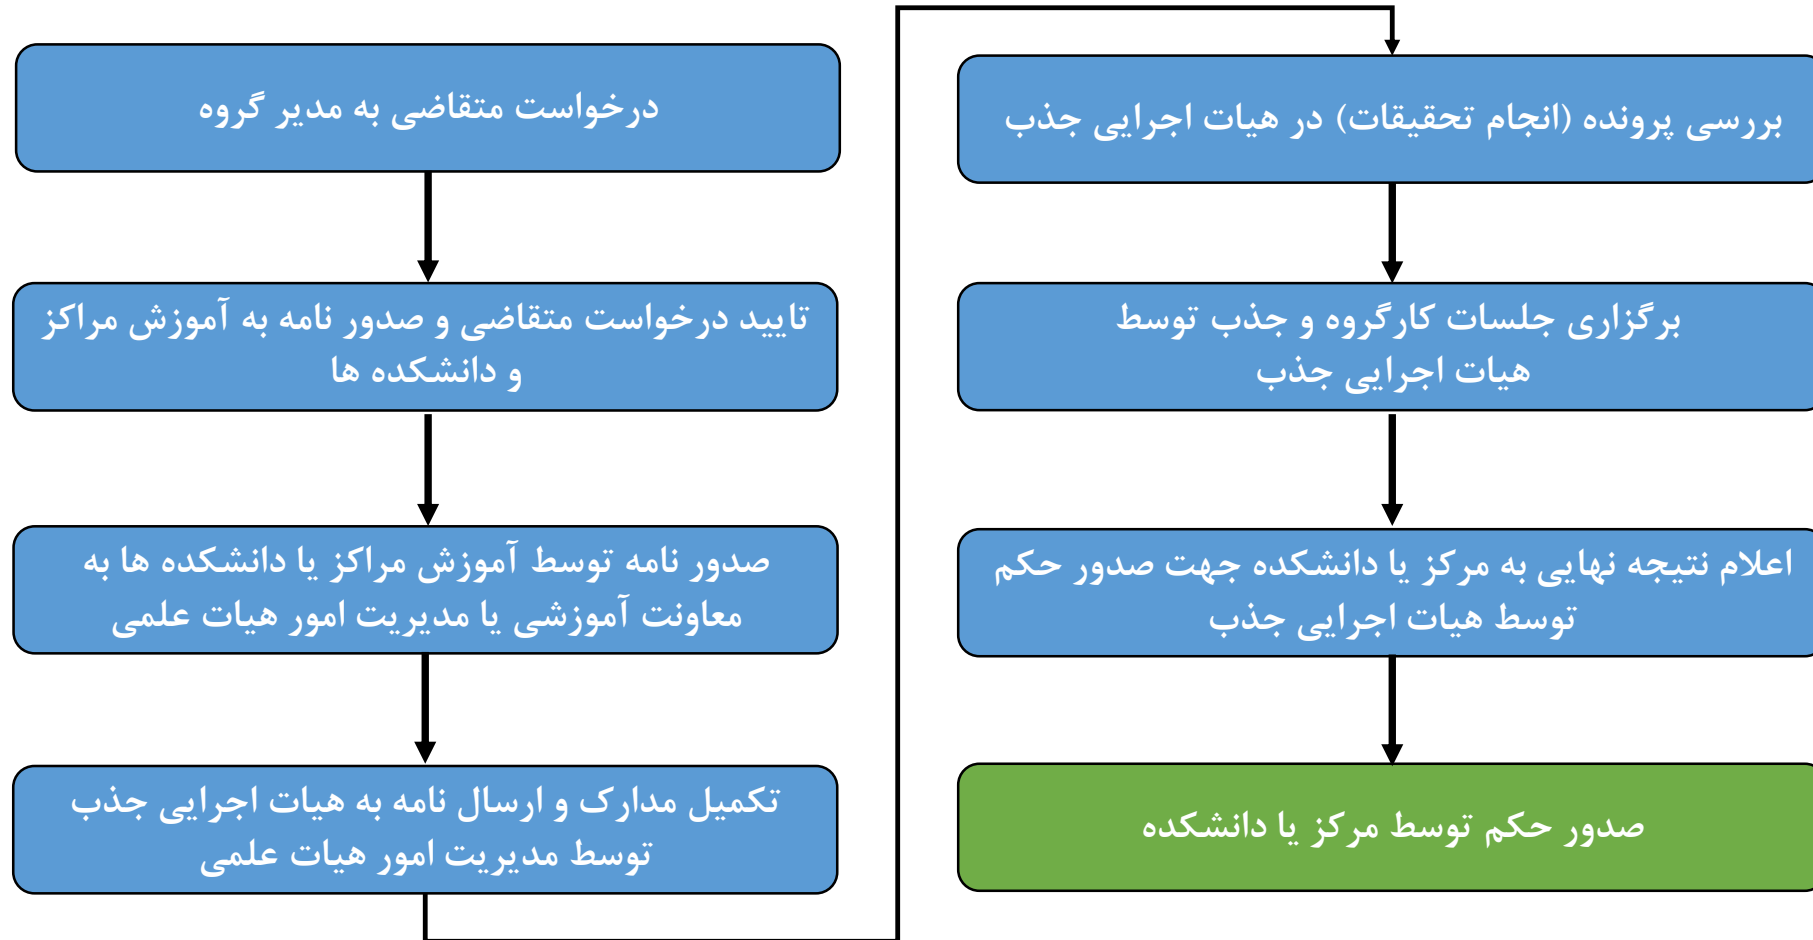 درخواست متقاضی به مدیر گروه
تایید درخواست متقاضی و صدور نامه به آموزش مراکز
و دانشکده ها
صدور نامه توسط آموزش مراکز یا دانشکده ها به
معاونت آموزشی یا مدیریت امور هیات علمی
تکمیل مدارک و ارسال نامه به هیات اجرایی جذب
توسط مدیریت امور هیات علمی
بررسی پرونده (انجام تحقیقات) در هیات اجرایی جذب
برگزاری جلسات کارگروه و جذب توسط
هیات اجرایی جذب
اعلام نتیجه نهایی به مرکز یا دانشکده جهت صدور حکم
توسط هیات اجرایی جذب
صدور حکم توسط مرکز یا دانشکده